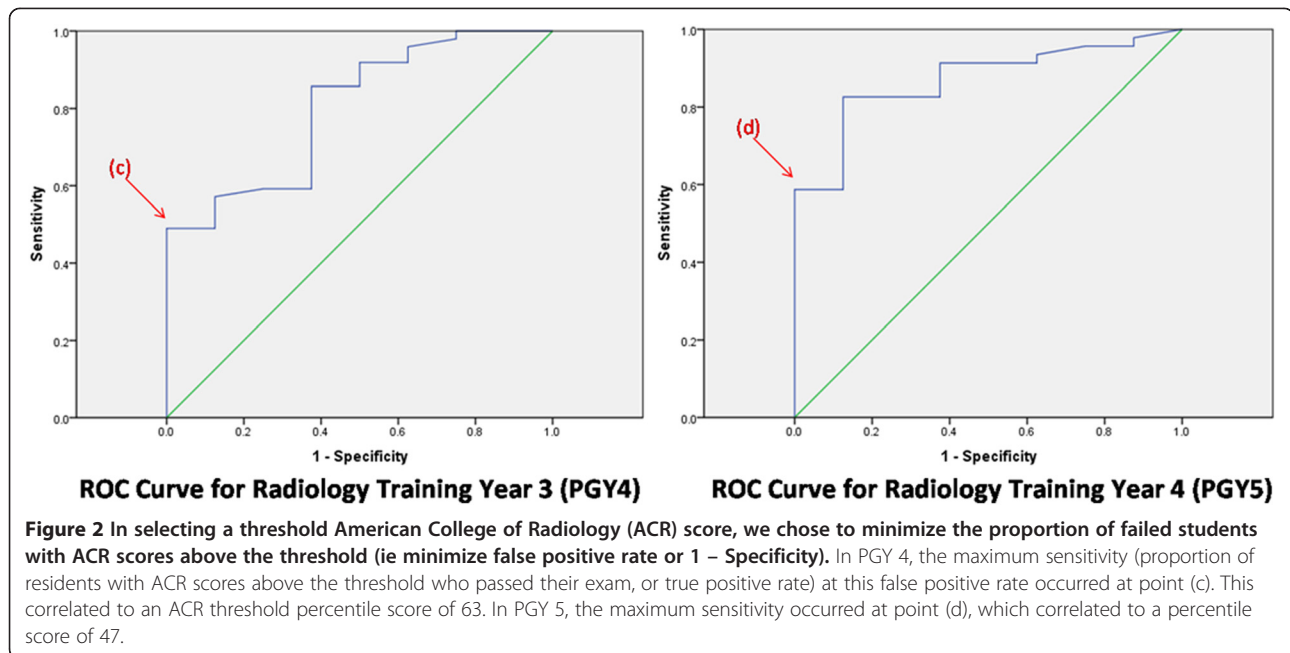 1.0
0.8
0.6
0.4
0.2
0.0
Sensitivity
(c)
0.0 0.2 0.4 0.6 0.8 1.0
1 - Specificity
ROC Curve for Radiology Training Year 3 (PGY4)
1.0
0.8
0.6
0.4
0.2
0.0
Sensitivity
(d)
0.0 0.2 0.4 0.6 0.8 1.0
1 - Specificity
ROC Curve for Radiology Training Year 4 (PGY5)
Figure 2 In selecting a threshold American College of Radiology (ACR) score, we chose to minimize the proportion of failed students
with ACR scores above the threshold (ie minimize false positive rate or 1 – Specificity). In PGY 4, the maximum sensitivity (proportion of
residents with ACR scores above the threshold who passed their exam, or true positive rate) at this false positive rate occurred at point (c). This
correlated to an ACR threshold percentile score of 63. In PGY 5, the maximum sensitivity occurred at point (d), which correlated to a percentile
score of 47.